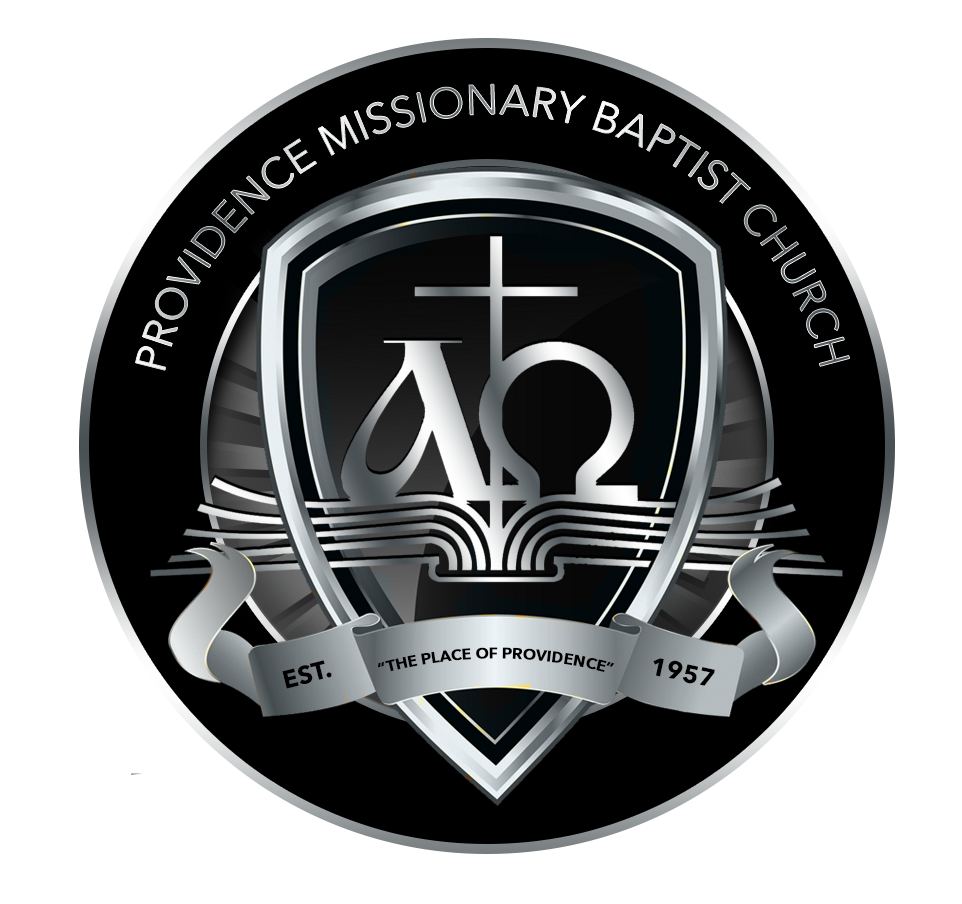 PROVIDENCE MISSIONARY BAPTIST CHURCH
ΑΩ
EST.
“THE PLACE OF PROVIDENCE”
1957